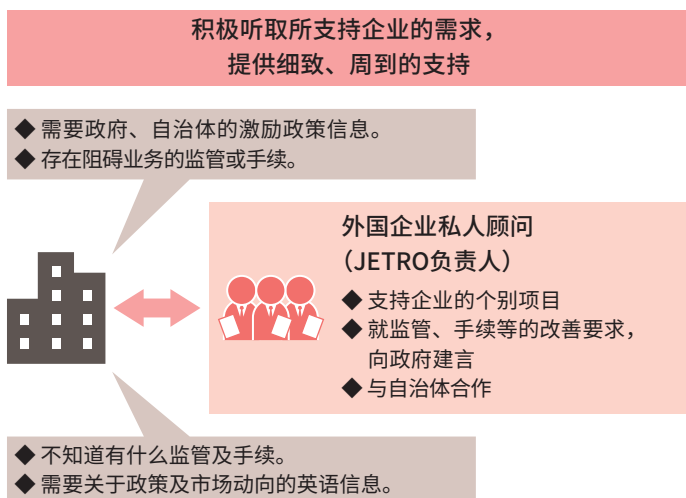 积极听取所支持企业的需求，
提供细致、周到的支持
◆ 需要政府、自治体的激励政策信息。
◆ 存在阻碍业务的监管或手续。
外国企业私人顾问
（JETRO负责人）
◆ 支持企业的个别项目
◆ 就监管、手续等的改善要求，
向政府建言
◆ 与自治体合作
◆ 不知道有什么监管及手续。
◆ 需要关于政策及市场动向的英语信息。